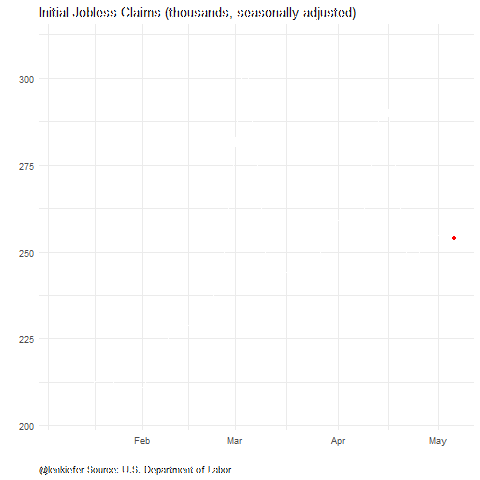 Initial Jobless Claims (thousands, seasonally adjusted)
300
275
250
225
200
Feb Mar Apr May
@lenkiefer Source: U.S. Department of Labor